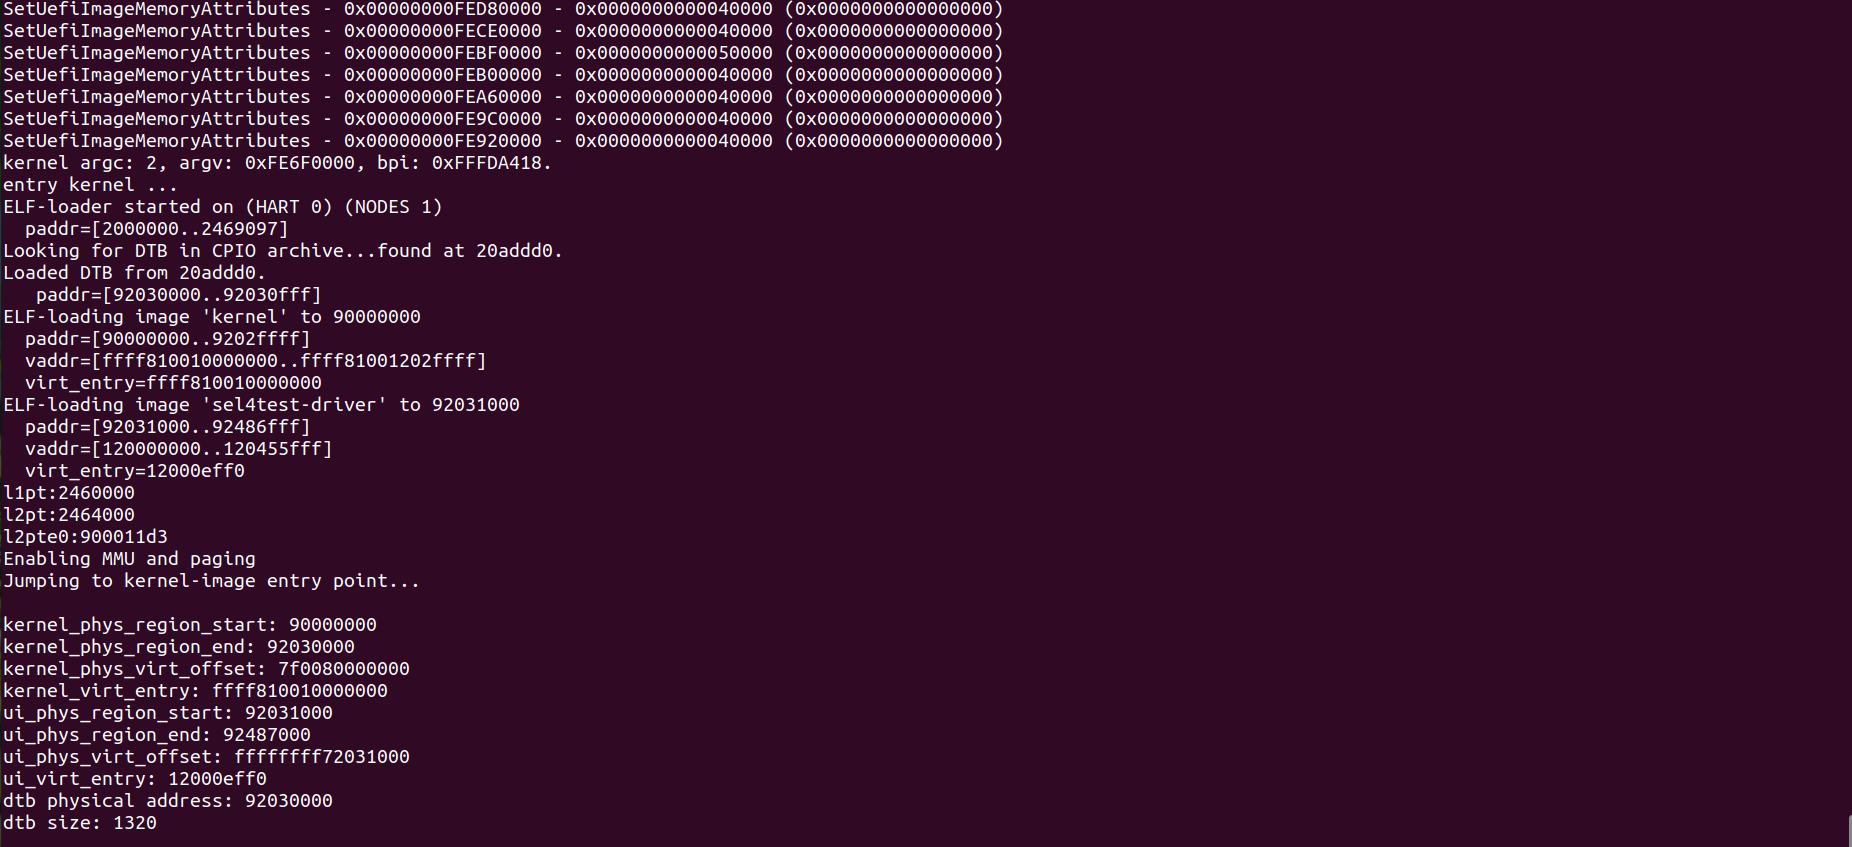 SetUefiImageMemoryAttributes - 0x00000000FED80000 - 0x0000000000040000 (0x0000000000000000)
SetUefiImageMemoryAttributes - 0x00000000FECE0000 - 0x0000000000040000 (0x0000000000000000)
SetUefiImageMemoryAttributes - 0x00000000FEBF0000 - 0x0000000000050000 (0x0000000000000000)
SetUefiImageMemoryAttributes - 0x00000000FEB00000 - 0x0000000000040000 (0x0000000000000000)
SetUefiImageMemoryAttributes - 0x00000000FEA60000 - 0x0000000000040000 (0x0000000000000000)
SetUefiImageMemoryAttributes - 0x00000000FE9C0000 - 0x0000000000040000 (0x0000000000000000)
SetUefiImageMemoryAttributes - 0x00000000FE920000 - 0x0000000000040000 (0x0000000000000000)
kernel argc: 2, argv: 0xFE6F0000, bpi: 0xFFFDA418.
entry kernel ...
ELF-loader started on (HART 0) (NODES 1)
  paddr=[2000000..2469097]
Looking for DTB in CPIO archive...found at 20addd0.
Loaded DTB from 20addd0.
   paddr=[92030000..92030fff]
ELF-loading image 'kernel' to 90000000
  paddr=[90000000..9202ffff]
  vaddr=[ffff810010000000..ffff81001202ffff]
  virt_entry=ffff810010000000
ELF-loading image 'sel4test-driver' to 92031000
  paddr=[92031000..92486fff]
  vaddr=[120000000..120455fff]
  virt_entry=12000eff0
l1pt:2460000
l2pt:2464000
l2pte0:900011d3
Enabling MMU and paging
Jumping to kernel-image entry point...

kernel_phys_region_start: 90000000
kernel_phys_region_end: 92030000
kernel_phys_virt_offset: 7f0080000000
kernel_virt_entry: ffff810010000000
ui_phys_region_start: 92031000
ui_phys_region_end: 92487000
ui_phys_virt_offset: ffffffff72031000
ui_virt_entry: 12000eff0
dtb physical address: 92030000
dtb size: 1320